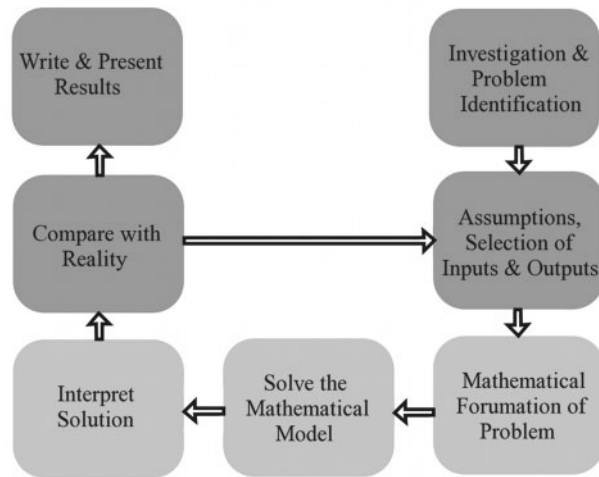 Write & Present
Results
Investigation &
Problem
Identification
Compare with
Reality
Assumptions,
Selection of
Inputs & Outputs
Interpret
Solution
Solve the
Mathematical
Model
Mathematical
Forumation of
Problem